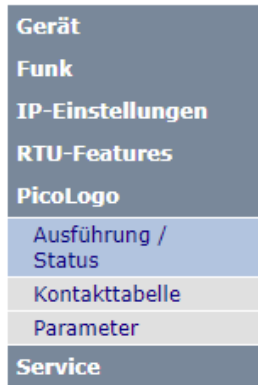 Gerät
Funk
IP-Einstellungen
RTU-Features
PicoLogo
Ausführung /
Status
Kontakttabelle
Parameter
Service